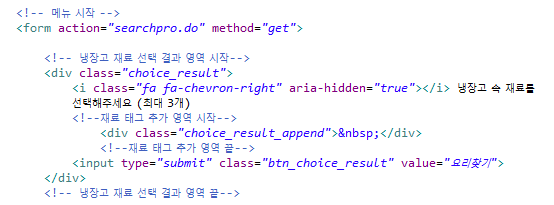 <!-- 메뉴 시작 -->
<form action="searchpro.do" method="get">
<!-- 냉장고 재료 선택 결과 영역 시작-->
<div class="choice_result">
<i class="fa fa-chevron-right" aria-hidden="true"></i> 냉장고 속 재료를
선택해주세요 (최대 3개)
<!--재료 태그 추가 영역 시작-->
<div class="choice_result_append">&nbsp;</div>
<!--재료 태그 추가 영역 끝-->
<input type="submit" class="btn_choice_result" value="요리찾기">
</div>
<!-- 냉장고 재료 선택 결과 영역 끝-->